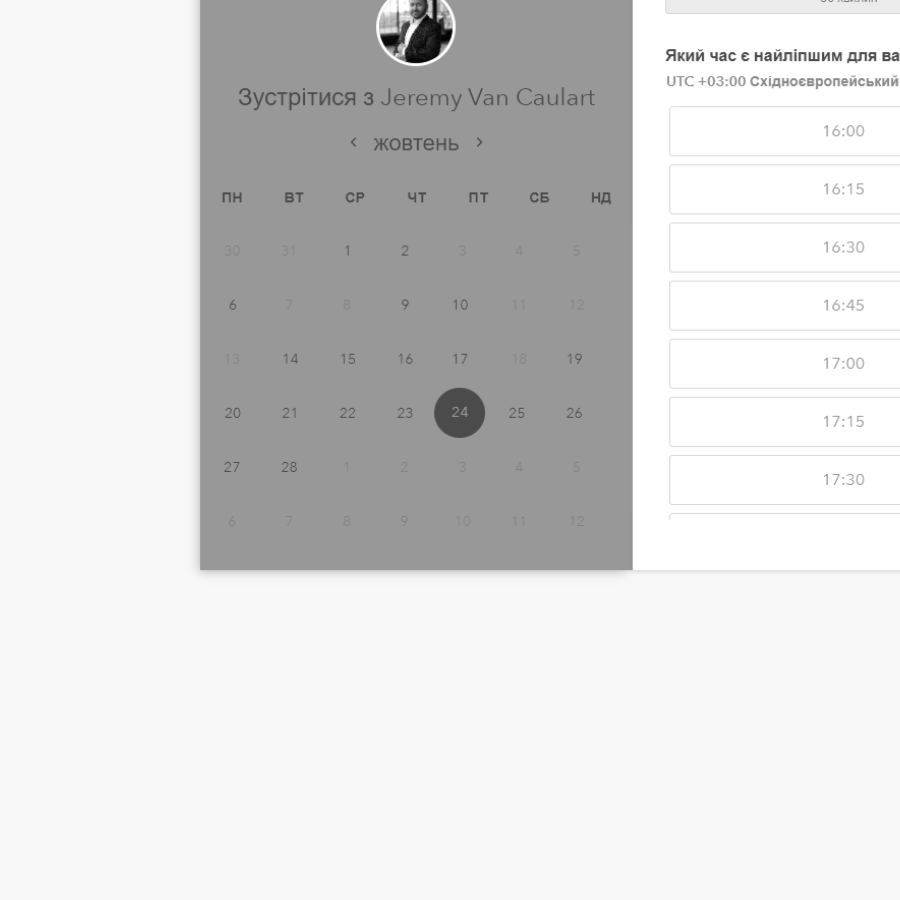 Зустрітися з Jeremy Van Caulart
‹ жовтень ›
ПН ВТ СР ЧТ ПТ СБ НД
30 31 1 2 3 4 5
6 7 8 9 10 11 12
13 14 15 16 17 18 19
20 21 22 23 24 25 26
27 28 1 2 3 4 5
6 7 8 9 10 11 12
Який час є найліпшим для ва
UTC +03:00 Східноєвропейський
16:00
16:15
16:30
16:45
17:00
17:15
17:30